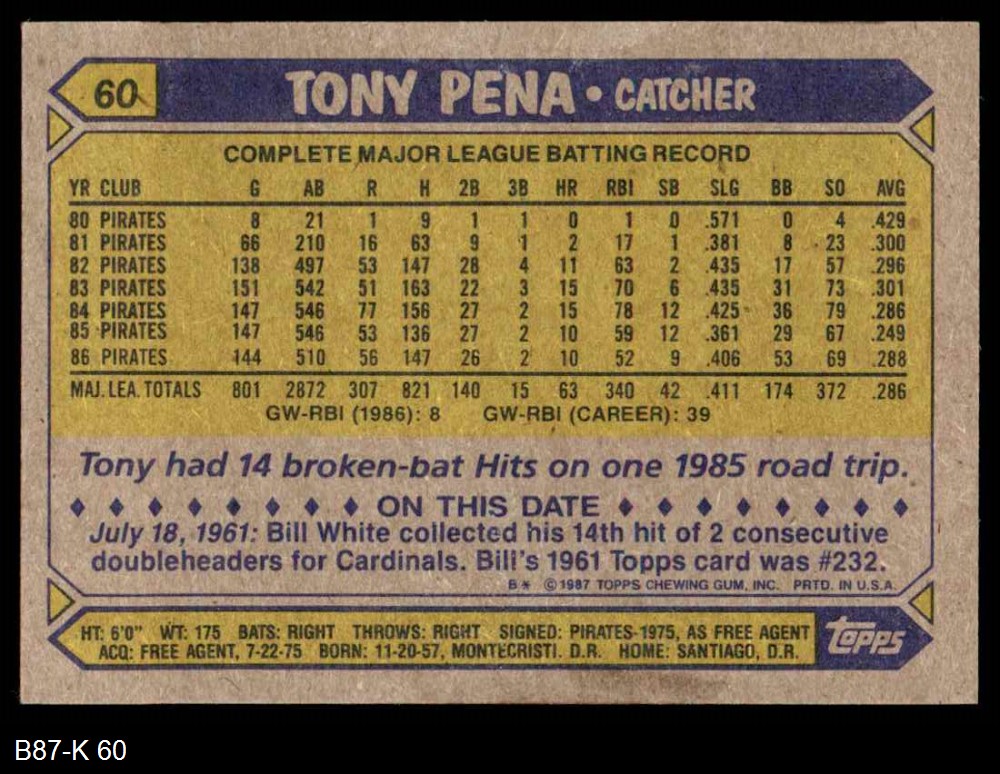 60 TONY PENA • CATCHER
COMPLETE MAJOR LEAGUE BATTING RECORD
YR CLUB G AB R H 2B 3B HR RBI SB SLG BB SO AVG
80 PIRATES 8 21 1 9 1 1 0 1 0 .571 0 4 .429
81 PIRATES 66 210 16 63 9 1 2 17 1 .381 8 23 .300
82 PIRATES 138 497 53 147 28 4 11 63 2 .435 17 57 .296
83 PIRATES 151 542 51 163 22 3 15 70 6 .435 31 73 .301
84 PIRATES 147 546 77 156 27 2 15 78 12 .425 36 79 .286
85 PIRATES 147 546 53 136 27 2 10 59 12 .361 29 67 .249
86 PIRATES 144 510 56 147 26 2 10 52 9 .406 53 69 .288
MAJ. LEA. TOTALS 801 2872 307 821 140 15 63 340 42 .411 174 372 .286
GW-RBI (1986): 8 GW-RBI (CAREER): 39
Tony had 14 broken-bat Hits on one 1985 road trip.
♦ ♦ ♦ ♦ ♦ ♦ ♦ ♦ ON THIS DATE ♦ ♦ ♦ ♦ ♦ ♦ ♦ ♦
July 18, 1961: Bill White collected his 14th hit of 2 consecutive
doubleheaders for Cardinals. Bill's 1961 Topps card was #232.
B* © 1987 TOPPS CHEWING GUM, INC. PRTD. IN U.S.A.
HT: 6'0" WT: 175 BATS: RIGHT THROWS: RIGHT SIGNED: PIRATES-1975, AS FREE AGENT
ACQ: FREE AGENT, 7-22-75 BORN: 11-20-57, MONTECRISTI. D.R. HOME: SANTIAGO, D.R.
topps
B87-K 60